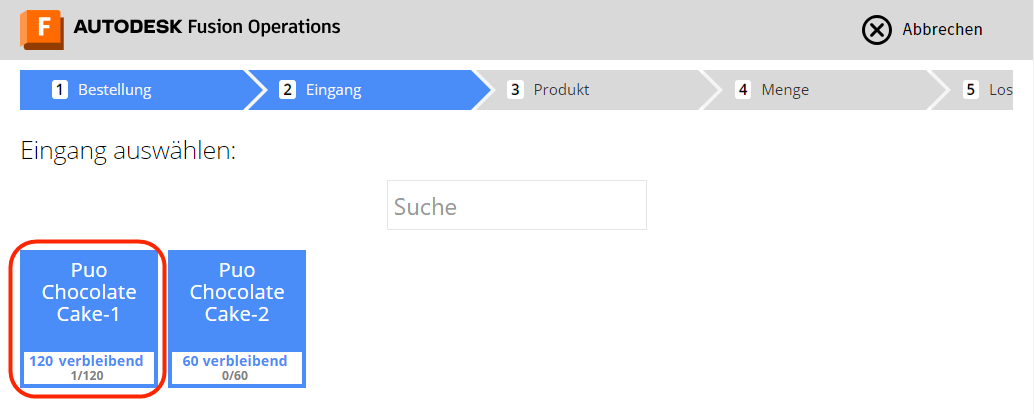 F AUTODESK Fusion Operations
Abbrechen
1 Bestellung
2 Eingang
3 Produkt
4 Menge
5 Los
Eingang auswählen:
Suche
Puo
Chocolate
Cake-1
120 verbleibend
1/120
Puo
Chocolate
Cake-2
60 verbleibend
0/60